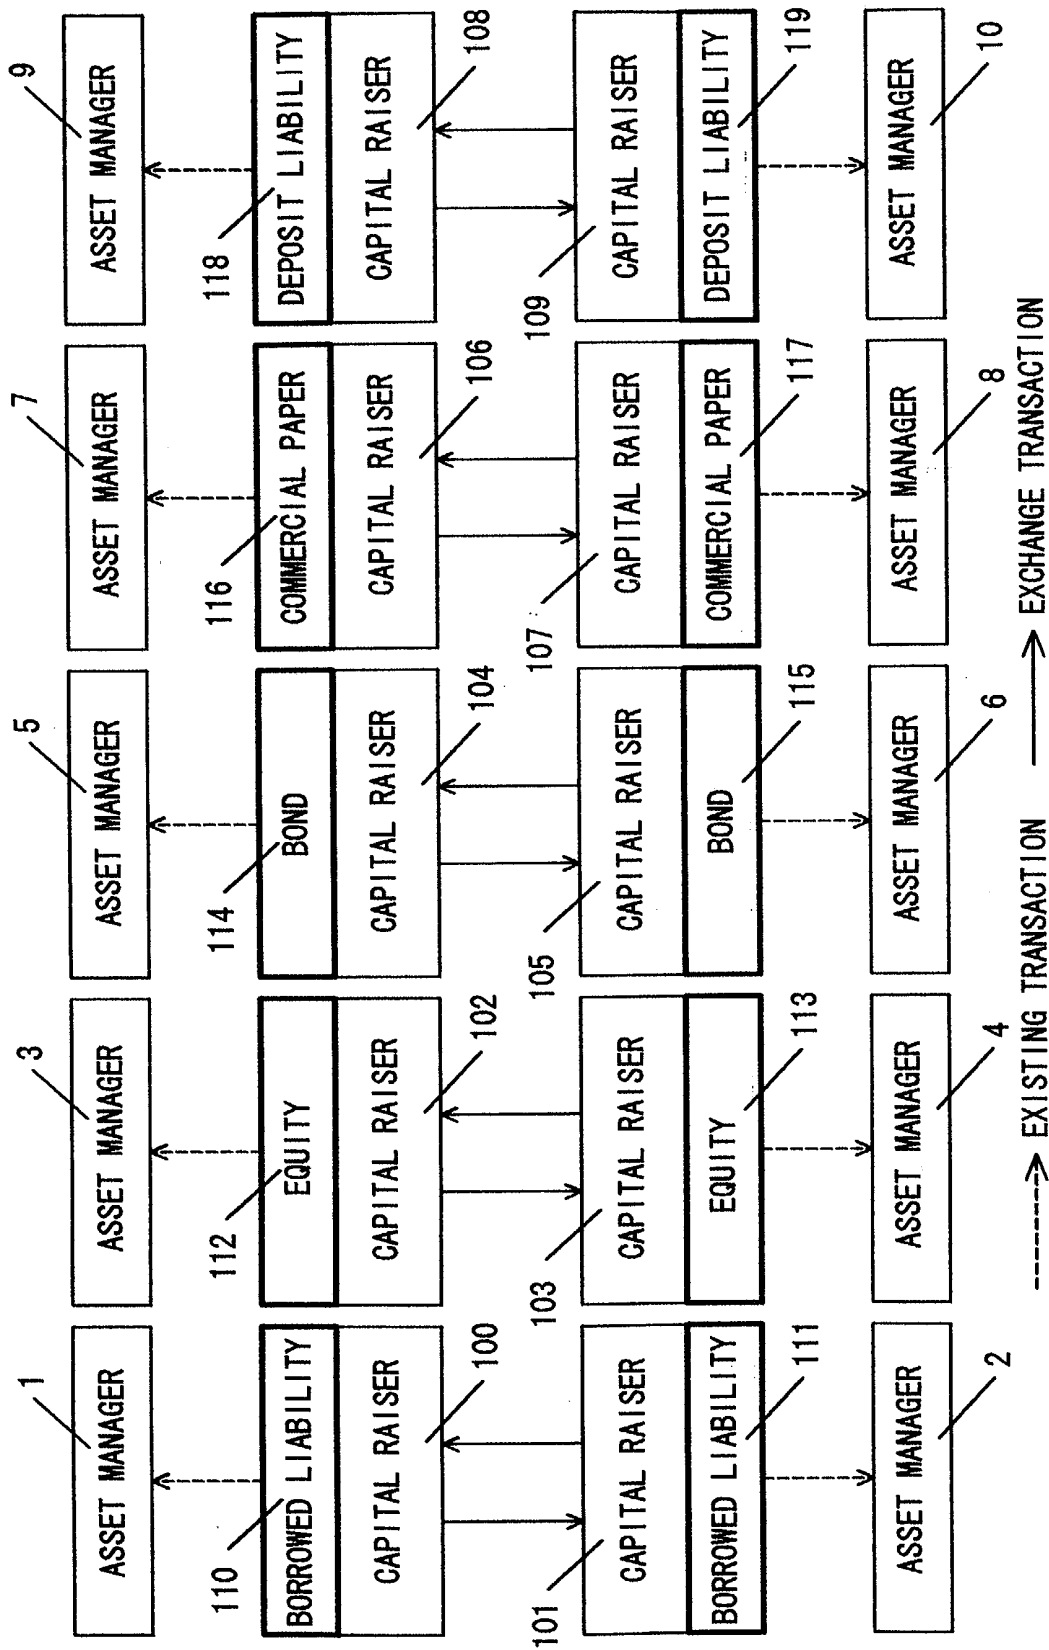 1
3
5
7
9
ASSET MANAGER
ASSET MANAGER
ASSET MANAGER
ASSET MANAGER
ASSET MANAGER
110
112
114
116
118
BORROWED LIABILITY
EQUITY
BOND
COMMERCIAL PAPER
DEPOSIT LIABILITY
CAPITAL RAISER
CAPITAL RAISER
CAPITAL RAISER
CAPITAL RAISER
CAPITAL RAISER
100
102
104
106
108
101
103
105
107
109
CAPITAL RAISER
CAPITAL RAISER
CAPITAL RAISER
CAPITAL RAISER
CAPITAL RAISER
BORROWED LIABILITY
EQUITY
BOND
COMMERCIAL PAPER
DEPOSIT LIABILITY
111
113
115
117
119
ASSET MANAGER
ASSET MANAGER
ASSET MANAGER
ASSET MANAGER
ASSET MANAGER
2
4
6
8
10
EXISTING TRANSACTION
EXCHANGE TRANSACTION